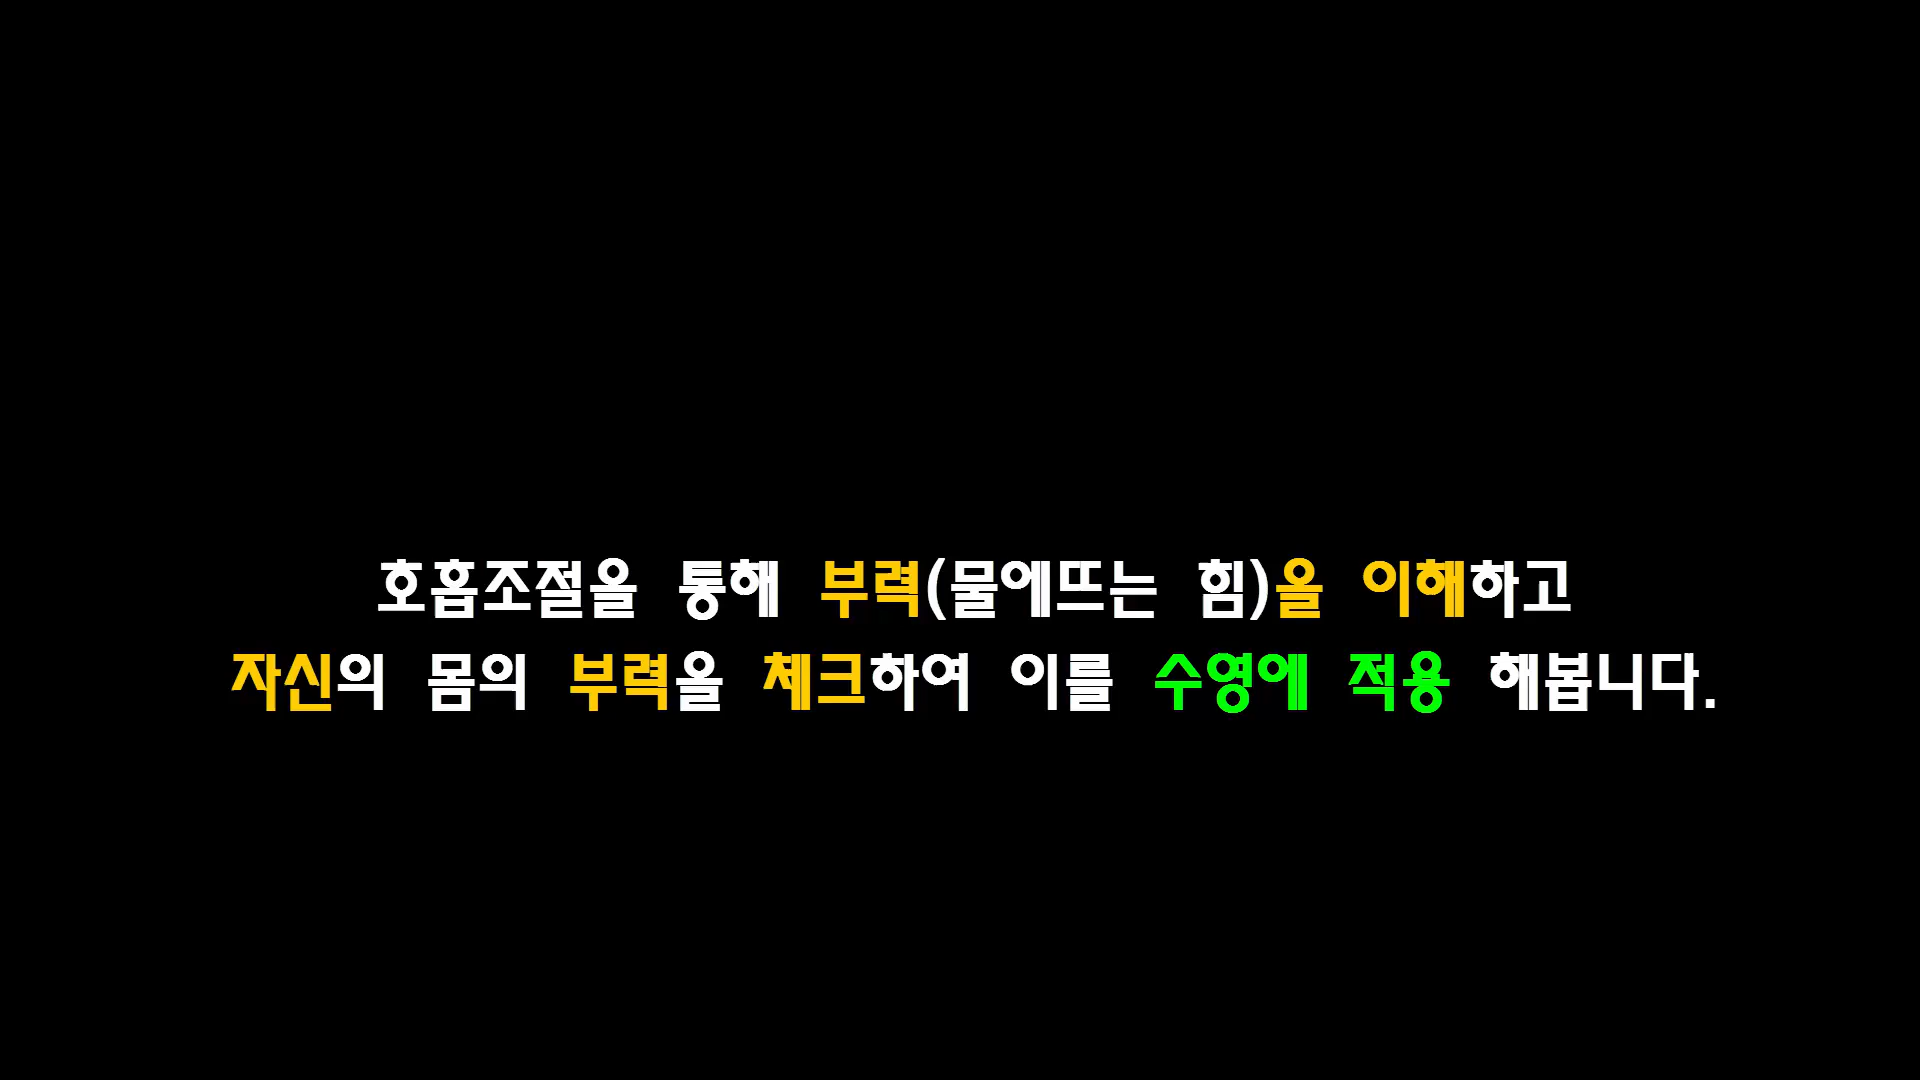 호흡조절을 통해 부력(물에뜨는 힘)을 이해하고
자신의 몸의 부력을 체크하여 이를 수영에 적용 해봅니다.